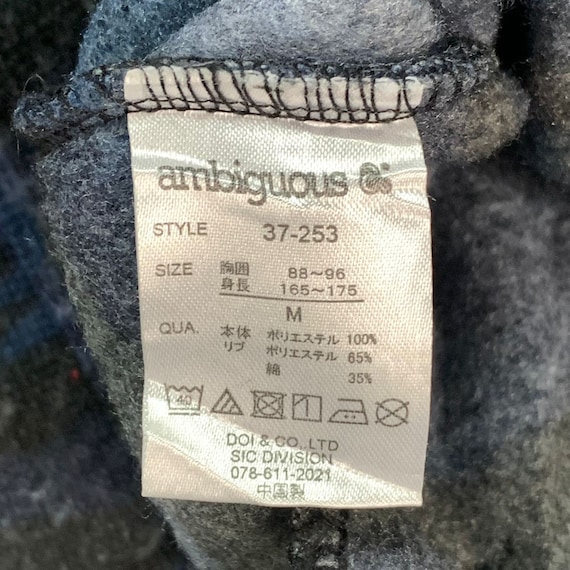 ambiguous
STYLE 37-253
SIZE 胸囲 88~96
身長 165~175
M
QUA. 本体 ポリエステル 100%
リブ ポリエステル 65%
綿 35%
40
DOI & CO., LTD
SIC DIVISION
078-611-2021
中国製